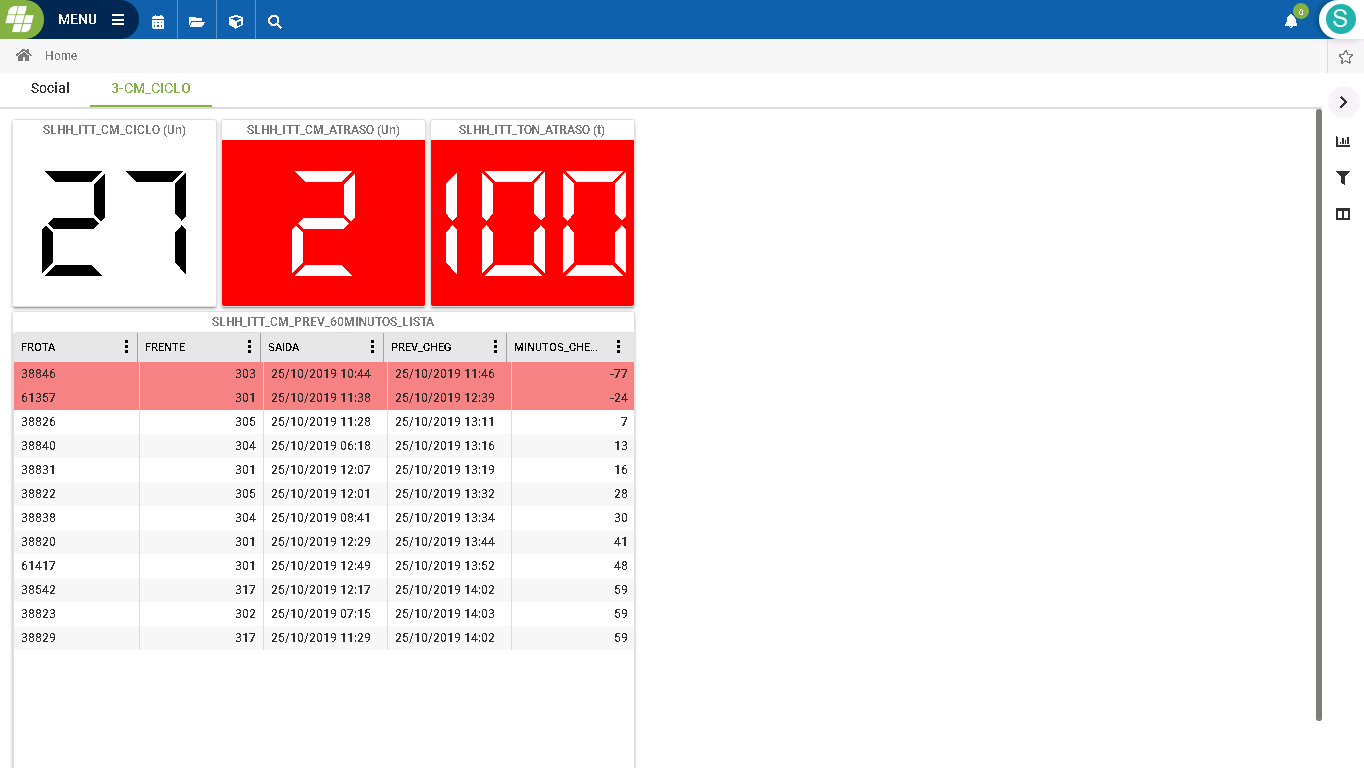 MENU
0
S
Home
Social 3-CM_CICLO
SLHH_ITT_CM_CICLO (Un) SLHH_ITT_CM_ATRASO (Un) SLHH_ITT_TON_ATRASO (t)
27 2 100
SLHH_ITT_CM_PREV_60MINUTOS_LISTA
FROTA FRENTE SAIDA PREV_CHEG MINUTOS_CHE...
38846 303 25/10/2019 10:44 25/10/2019 11:46 -77
61357 301 25/10/2019 11:38 25/10/2019 12:39 -24
38826 305 25/10/2019 11:28 25/10/2019 13:11 7
38840 304 25/10/2019 06:18 25/10/2019 13:16 13
38831 301 25/10/2019 12:07 25/10/2019 13:19 16
38822 305 25/10/2019 12:01 25/10/2019 13:32 28
38838 304 25/10/2019 08:41 25/10/2019 13:34 30
38820 301 25/10/2019 12:29 25/10/2019 13:44 41
61417 301 25/10/2019 12:49 25/10/2019 13:52 48
38542 317 25/10/2019 12:17 25/10/2019 14:02 59
38823 302 25/10/2019 07:15 25/10/2019 14:03 59
38829 317 25/10/2019 11:29 25/10/2019 14:02 59